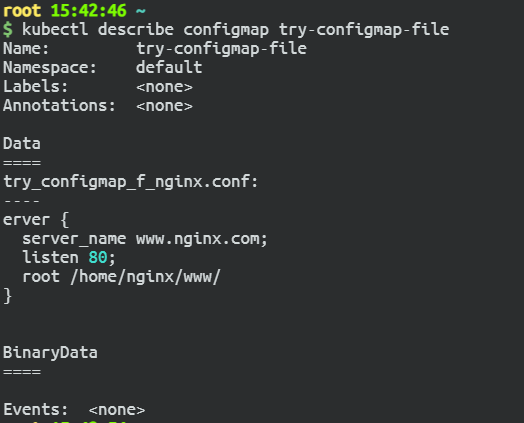 root 15:42:46 ~
$ kubectl describe configmap try-configmap-file
Name:         try-configmap-file
Namespace:    default
Labels:       <none>
Annotations:  <none>

Data
====
try_configmap_f_nginx.conf:
----
erver {
  server_name www.nginx.com;
  listen 80;
  root /home/nginx/www/
}


BinaryData
====

Events:  <none>